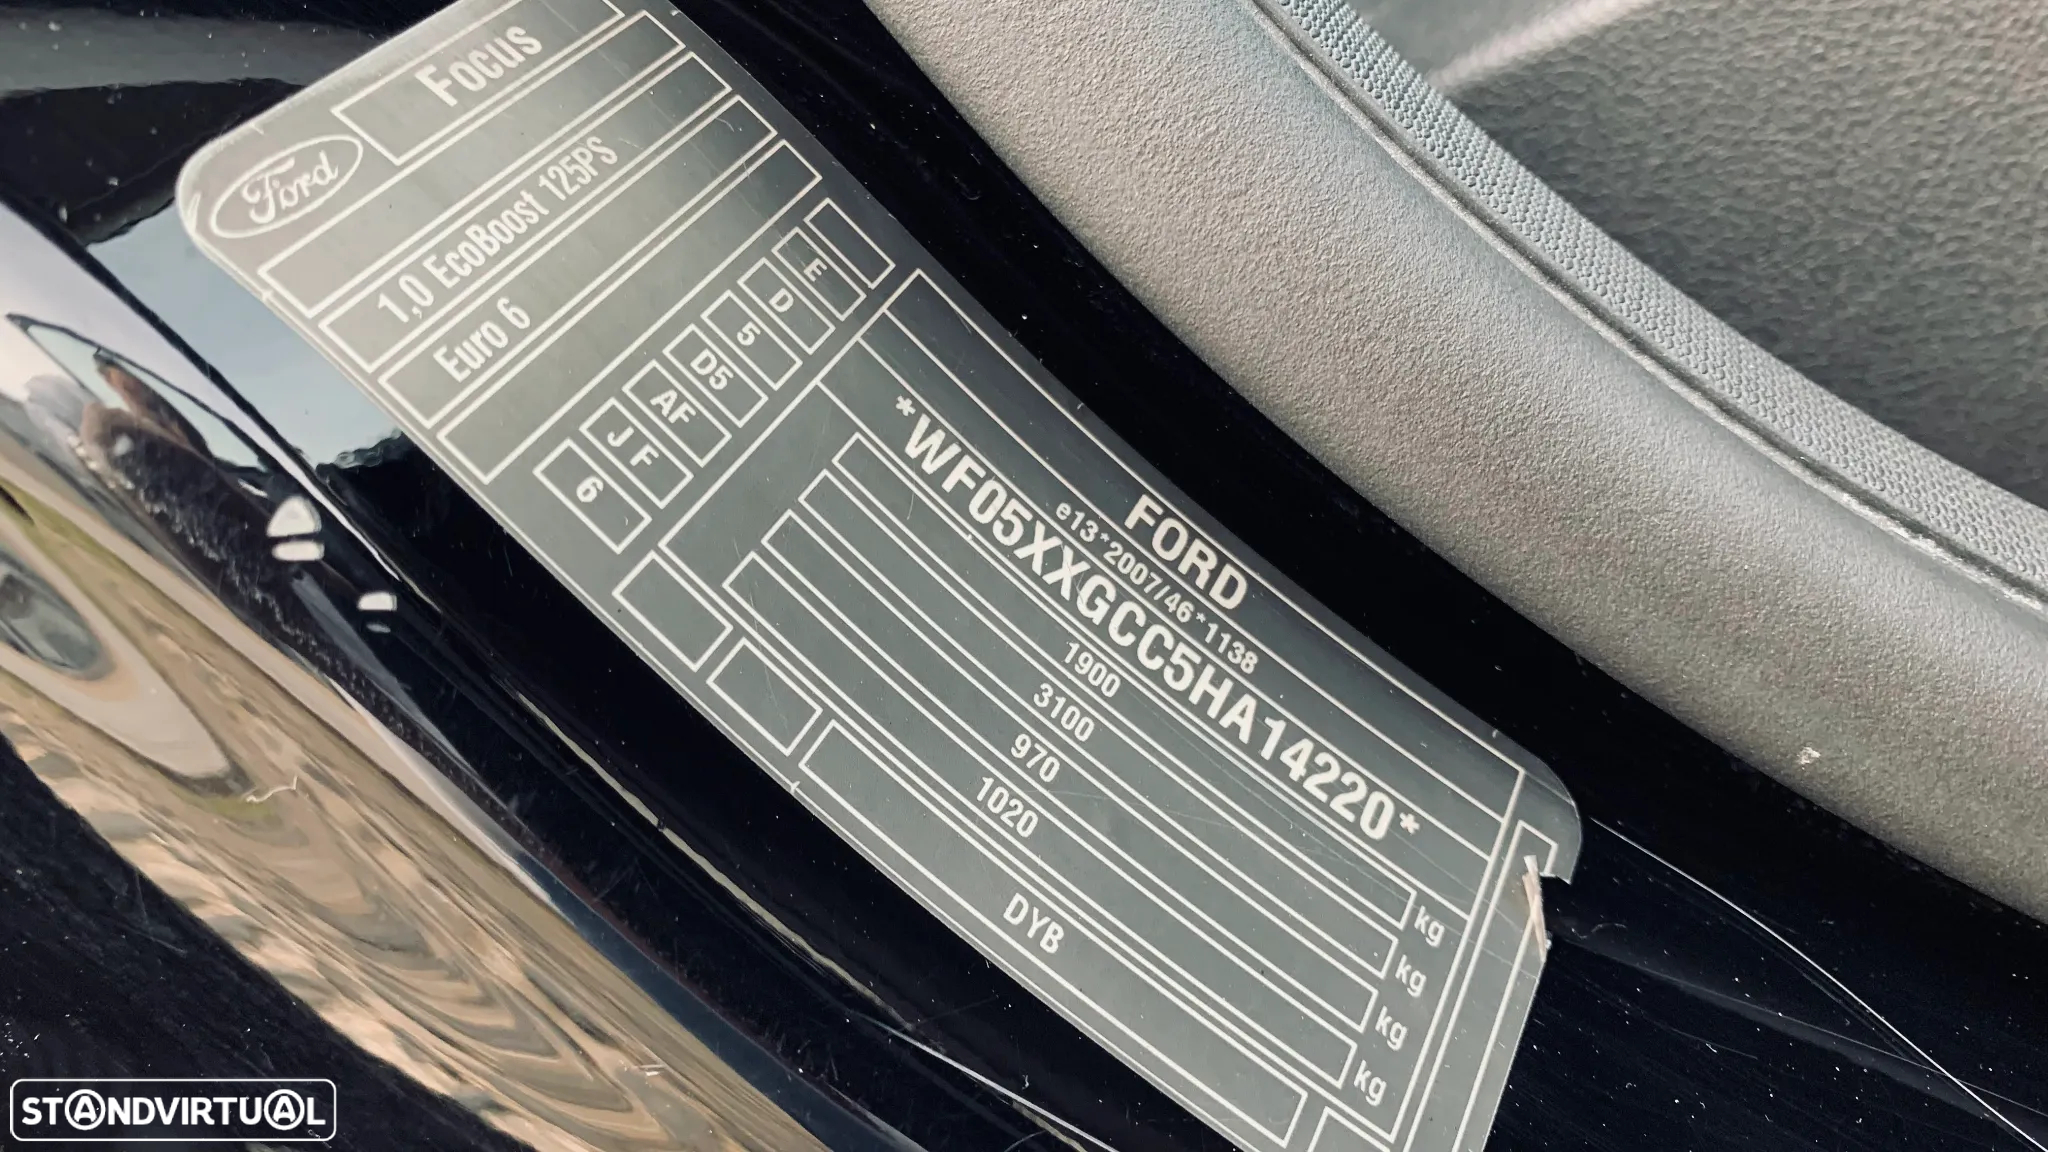 Ford
Focus
1,0 EcoBoost 125PS
Euro 6
6
JF
AF
D5
5
D
E
FORD
e13*2007/46*1138
*WF05XXGCC5HA14220*
1900 kg
3100 kg
970 kg
1020 kg
DYB
STANDVIRTUAL